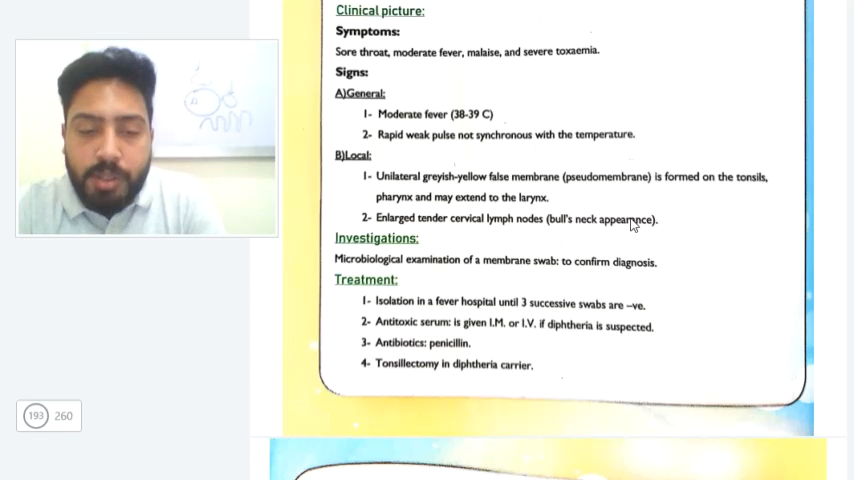 Clinical picture:
Symptoms:
Sore throat, moderate fever, malaise, and severe toxaemia.
Signs:
A)General:
1- Moderate fever (38-39 C)
2- Rapid weak pulse not synchronous with the temperature.
B)Local:
1- Unilateral greyish-yellow false membrane (pseudomembrane) is formed on the tonsils,
pharynx and may extend to the larynx.
2- Enlarged tender cervical lymph nodes (bull's neck appearance).
Investigations:
Microbiological examination of a membrane swab: to confirm diagnosis.
Treatment:
1- Isolation in a fever hospital until 3 successive swabs are –ve.
2- Antitoxic serum: is given I.M. or I.V. if diphtheria is suspected.
3- Antibiotics: penicillin.
4- Tonsillectomy in diphtheria carrier.
193 260